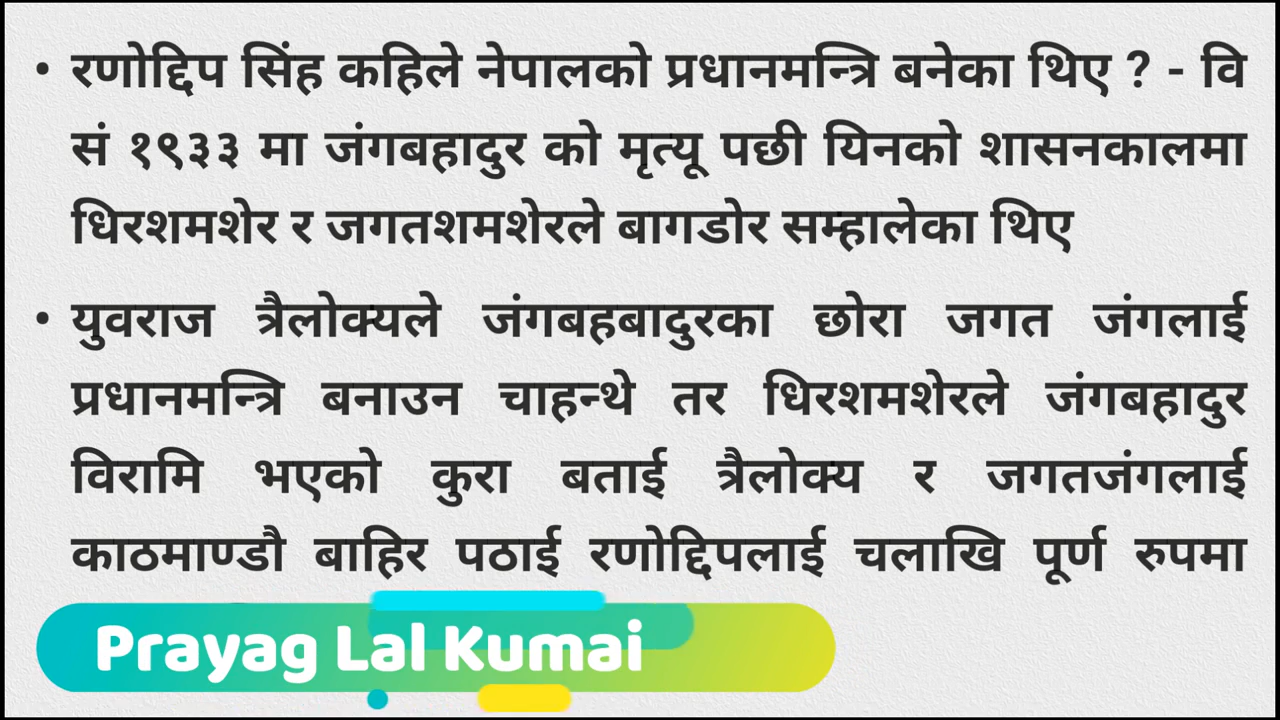 • रणोद्दिप सिंह कहिले नेपालको प्रधानमन्त्रि बनेका थिए ? - वि
सं १९३३ मा जंगबहादुर को मृत्यू पछी यिनको शासनकालमा
धिरशमशेर र जगतशमशेरले बागडोर सम्हालेका थिए
• युवराज त्रैलोक्यले जंगबहबादुरका छोरा जगत जंगलाई
प्रधानमन्त्रि बनाउन चाहन्थे तर धिरशमशेरले जंगबहादुर
विरामि भएको कुरा बताई त्रैलोक्य र जगतजंगलाई
काठमाण्डौ बाहिर पठाई रणोद्दिपलाई चलाखि पूर्ण रुपमा
Prayag Lal Kumai